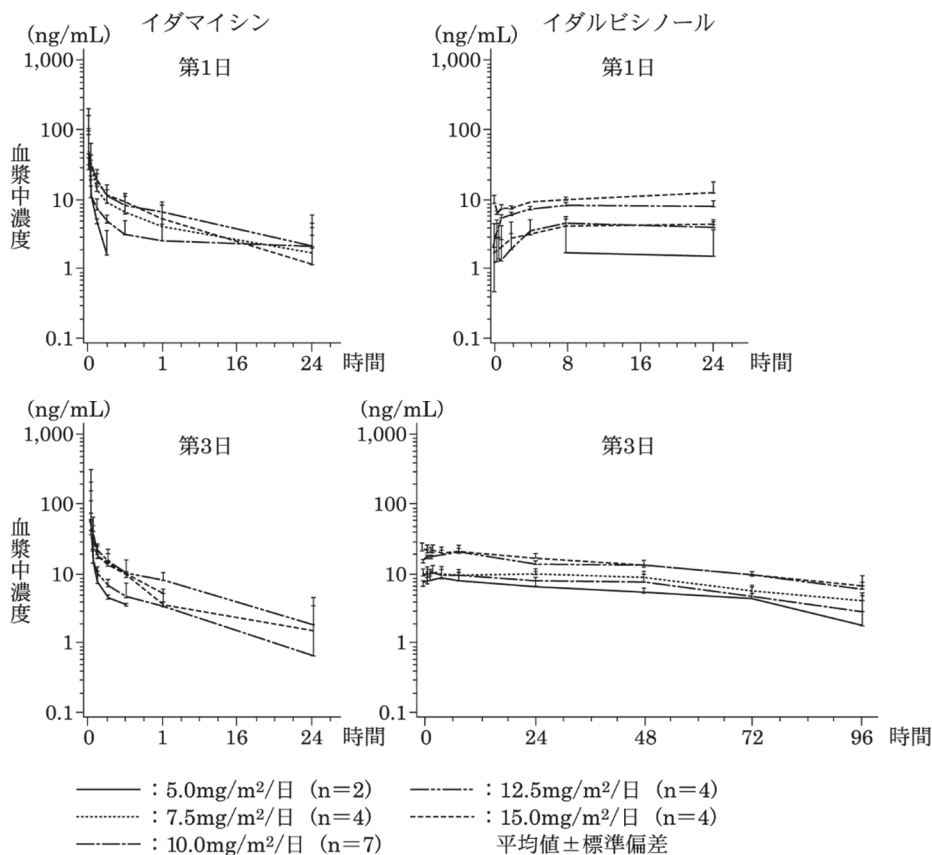 イダマイシン
イダルビシノール
(ng/mL)
第1日
1,000
100
10
1
0.1
血漿中濃度
0 1 16 24 時間
(ng/mL)
第1日
1,000
100
10
1
0.1
0 8 16 24 時間
(ng/mL)
第3日
1,000
100
10
1
0.1
血漿中濃度
0 1 16 24 時間
(ng/mL)
第3日
1,000
100
10
1
0.1
0 24 48 72 96 時間
:5.0mg/m²/日 (n=2)
:12.5mg/m²/日 (n=4)
:7.5mg/m²/日 (n=4)
:15.0mg/m²/日 (n=4)
:10.0mg/m²/日 (n=7)
平均値±標準偏差